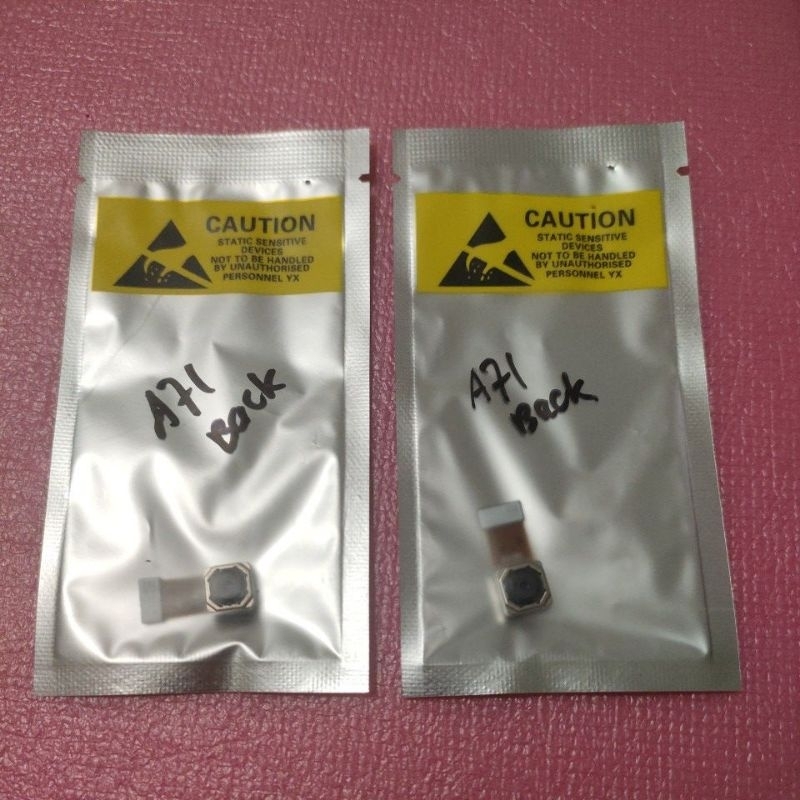 CAUTION
STATIC SENSITIVE
DEVICES
NOT TO BE HANDLED
BY UNAUTHORISED
PERSONNEL YX
A71
Back
CAUTION
STATIC SENSITIVE
DEVICES
NOT TO BE HANDLED
BY UNAUTHORISED
PERSONNEL YX
A71
Back